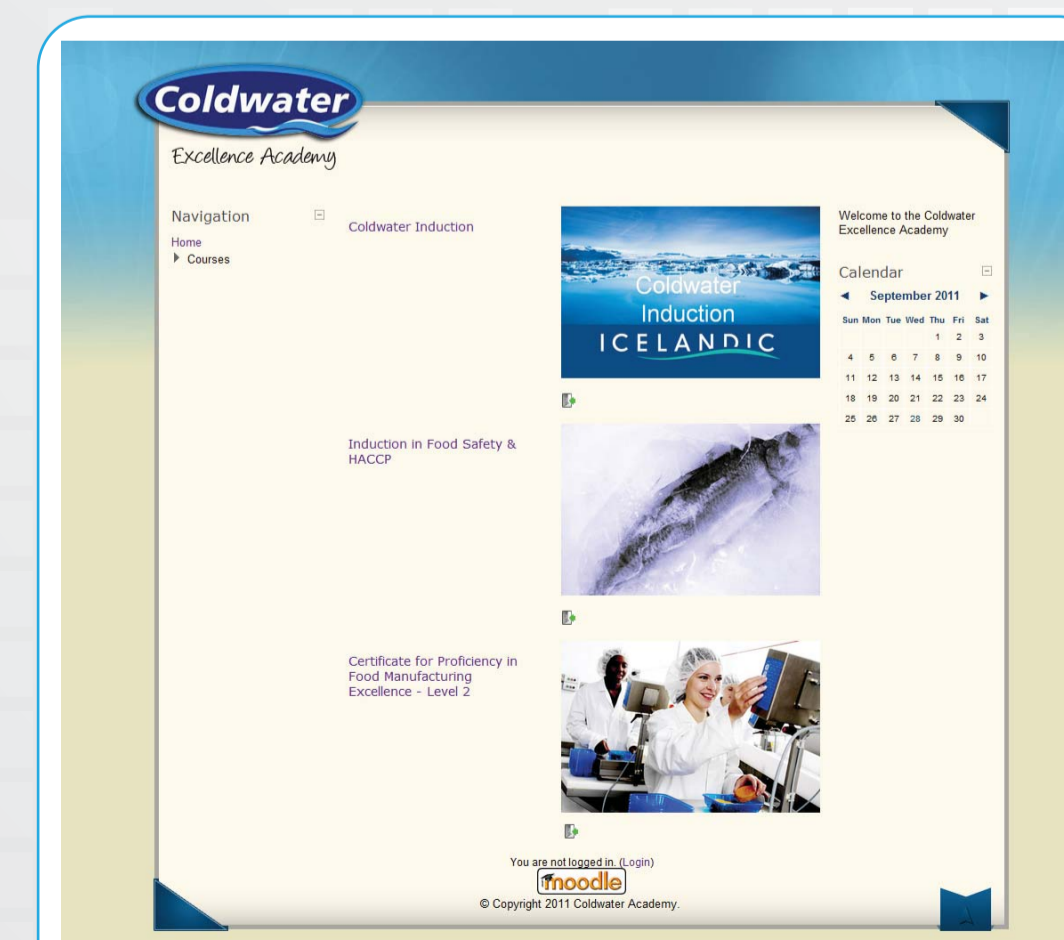 Coldwater
Excellence Academy
Navigation
Home
Courses
Coldwater Induction
Coldwater
Induction
ICELANDIC
Induction in Food Safety &
HACCP
Certificate for Proficiency in
Food Manufacturing
Excellence - Level 2
Welcome to the Coldwater
Excellence Academy
Calendar
◄ September 2011 ►
Sun Mon Tue Wed Thu Fri Sat
1 2 3
4 5 6 7 8 9 10
11 12 13 14 15 16 17
18 19 20 21 22 23 24
25 26 27 28 29 30
You are not logged in. (Login)
moodle
© Copyright 2011 Coldwater Academy.